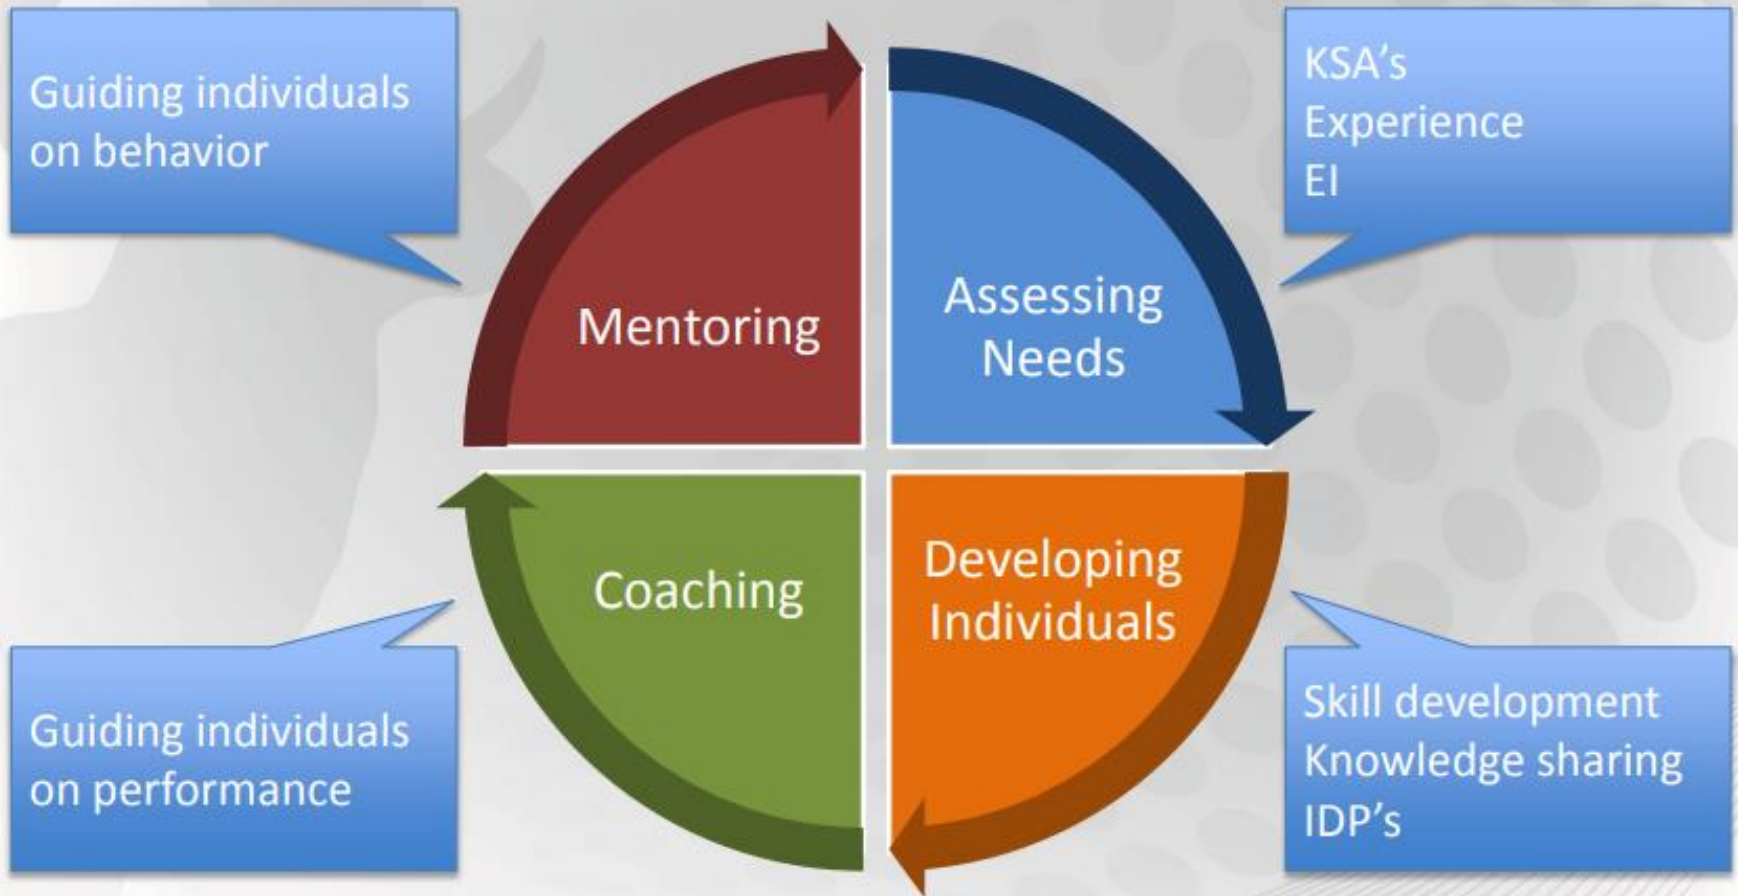 Guiding individuals
on behavior
KSA's
Experience
EI
Mentoring
Assessing
Needs
Coaching
Developing
Individuals
Guiding individuals
on performance
Skill development
Knowledge sharing
IDP's